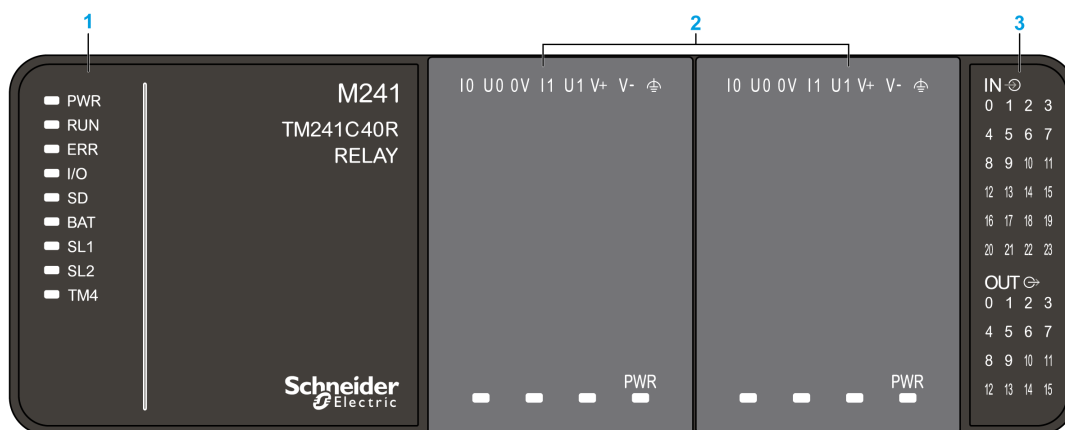 1
2
3
PWR
RUN
ERR
I/O
SD
BAT
SL1
SL2
TM4
M241
TM241C40R
RELAY
Schneider
Electric
I0 U0 0V I1 U1 V+ V-
PWR
I0 U0 0V I1 U1 V+ V-
PWR
IN
0 1 2 3
4 5 6 7
8 9 10 11
12 13 14 15
16 17 18 19
20 21 22 23
OUT
0 1 2 3
4 5 6 7
8 9 10 11
12 13 14 15